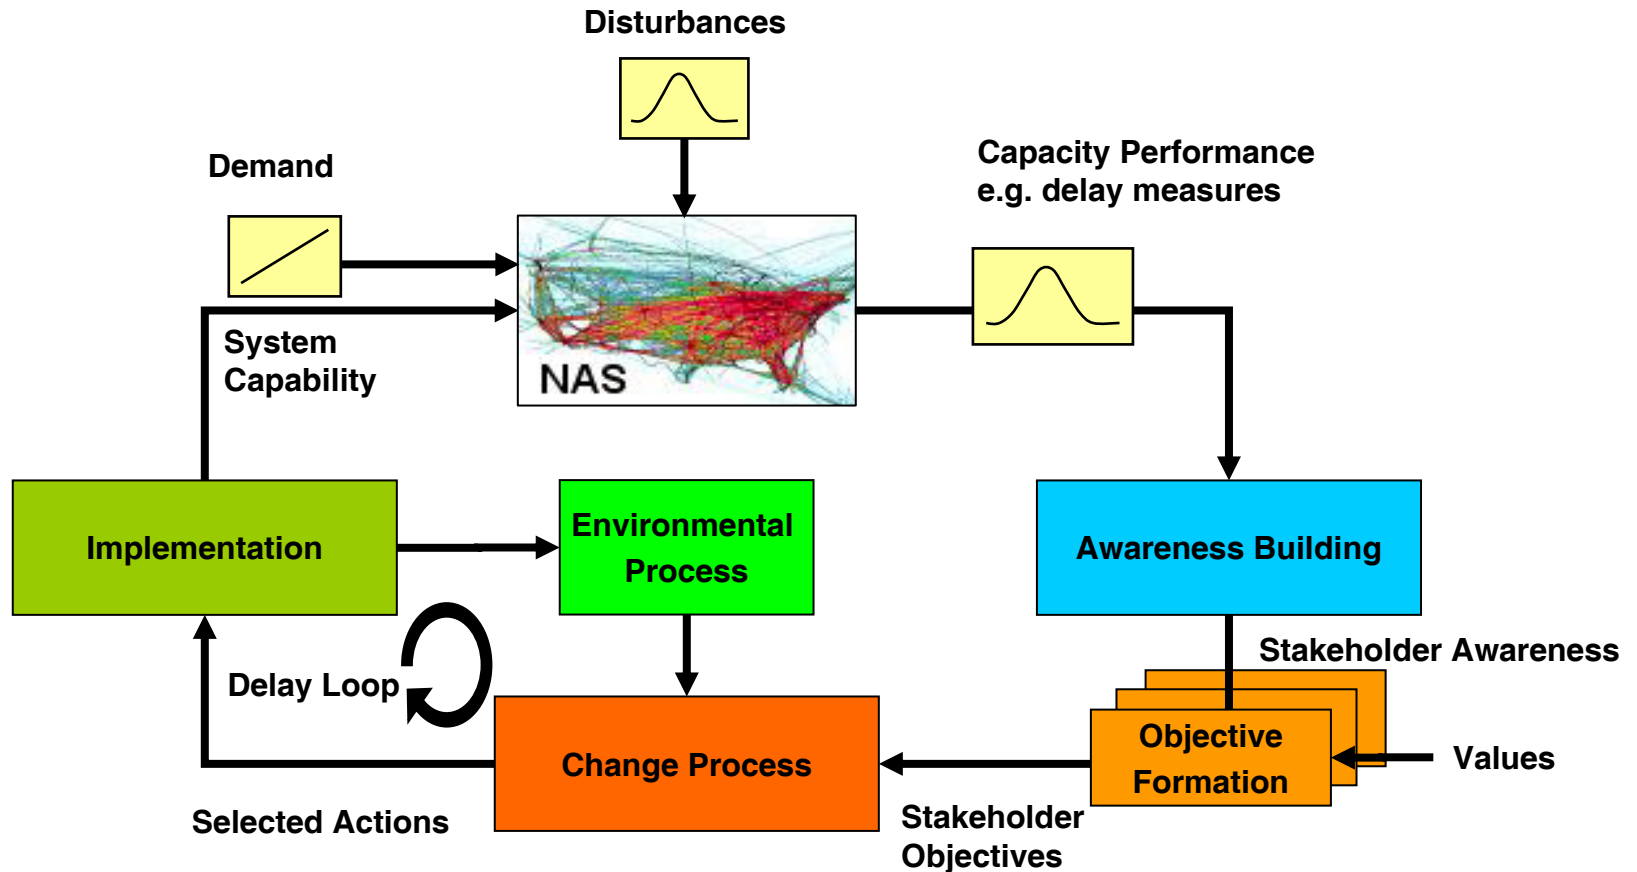 Disturbances
Demand
Capacity Performance
e.g. delay measures
System
Capability
NAS
Implementation
Environmental
Process
Awareness Building
Stakeholder Awareness
Delay Loop
Objective
Formation
Values
Change Process
Selected Actions
Stakeholder
Objectives